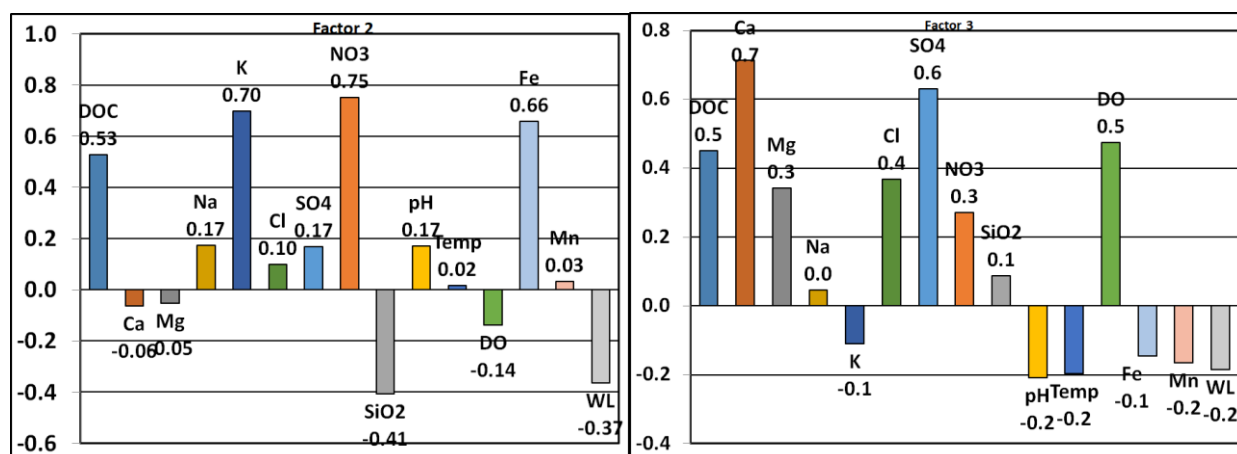 Factor 2
1.0
0.8
0.6
0.4
0.2
0.0
-0.2
-0.4
-0.6
DOC
0.53
Ca
-0.06
Mg
-0.05
Na
0.17
K
0.70
Cl
0.10
SO4
0.17
NO3
0.75
SiO2
-0.41
pH
0.17
Temp
0.02
DO
-0.14
Fe
0.66
Mn
0.03
WL
-0.37
Factor 3
0.8
0.6
0.4
0.2
0.0
-0.2
-0.4
DOC
0.5
Ca
0.7
Mg
0.3
Na
0.0
K
-0.1
Cl
0.4
SO4
0.6
NO3
0.3
SiO2
0.1
pH
-0.2
Temp
-0.2
DO
0.5
Fe
-0.1
Mn
-0.2
WL
-0.2